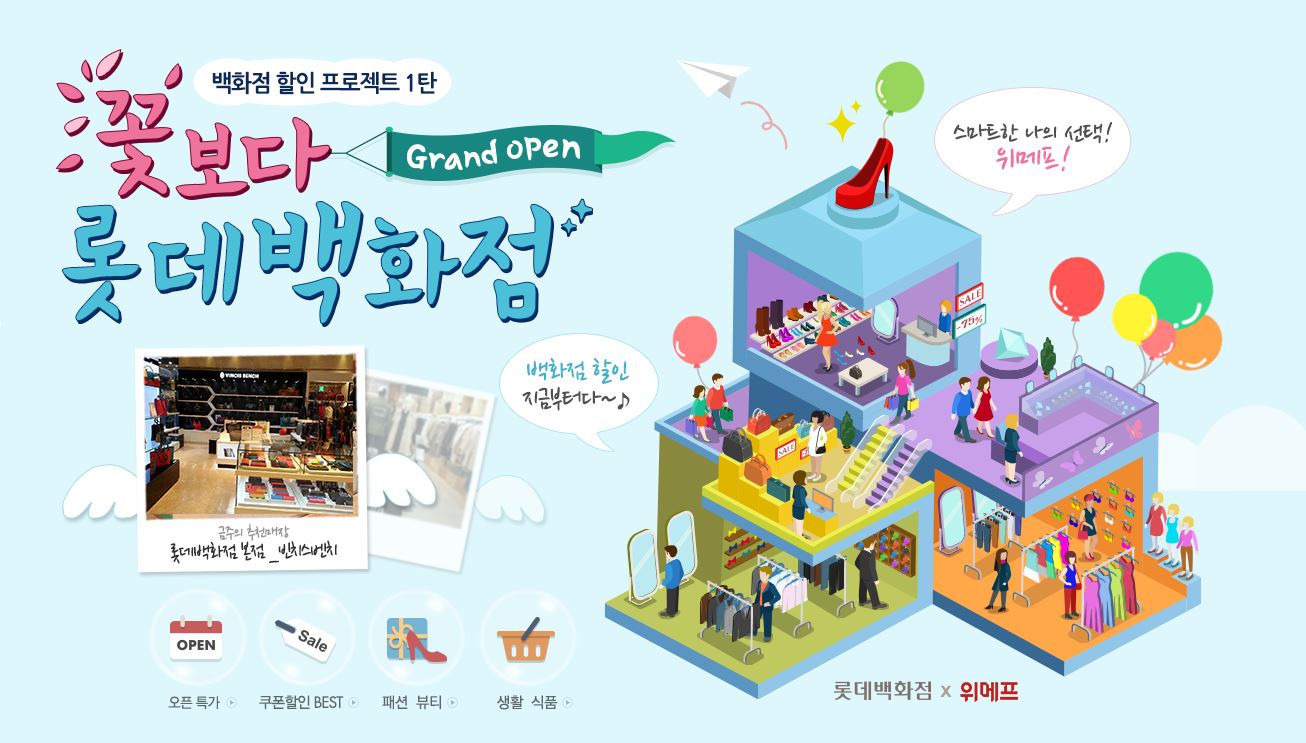 백화점 할인 프로젝트 1탄
꽃보다
Grand OPen
롯데백화점
스마트한 나의 선택!
위메프!
SALE
-75%
백화점 할인
지금부터다~♪
VINCIS BENCH
SALE
금주의 추천매장
롯데백화점 본점 _ 빈치스벤치
OPEN
Sale
오픈 특가
쿠폰할인 BEST
패션 뷰티
생활 식품
롯데백화점 x 위메프